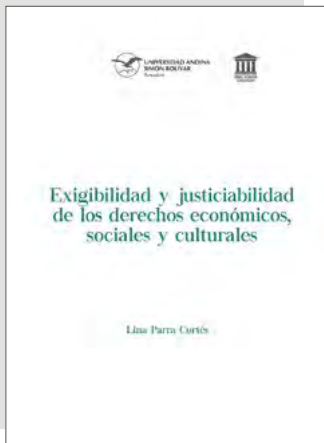 UNIVERSIDAD ANDINA
SIMÓN BOLÍVAR
Ecuador
Exigibilidad y justiciabilidad
de los derechos económicos,
sociales y culturales
Lina Parra Cortés